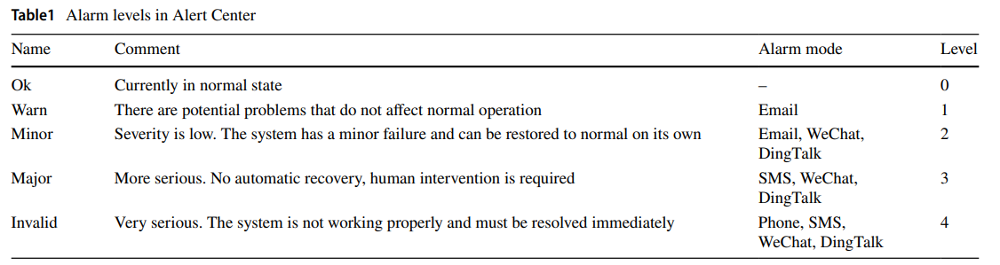 Table1 Alarm levels in Alert Center
Name Comment Alarm mode Level
Ok Currently in normal state – 0
Warn There are potential problems that do not affect normal operation Email 1
Minor Severity is low. The system has a minor failure and can be restored to normal on its own Email, WeChat, 2
DingTalk
Major More serious. No automatic recovery, human intervention is required SMS, WeChat, 3
DingTalk
Invalid Very serious. The system is not working properly and must be resolved immediately Phone, SMS, 4
WeChat, DingTalk